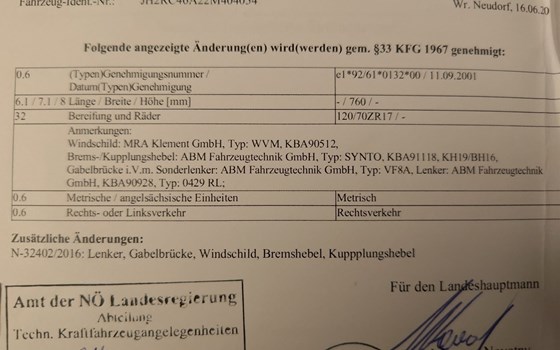 Fahrzeug-Ident.-Nr.:
Wr. Neudorf, 16.06.20
Folgende angezeigte Änderung(en) wird(werden) gem. §33 KFG 1967 genehmigt:
0.6 (Typen)Genehmigungsnummer / e1*92/61*0132*00 / 11.09.2001
Datum(Typen)Genehmigung
6.1 / 7.1 / 8 Länge / Breite / Höhe [mm] - / 760 / -
32 Bereifung und Räder 120/70ZR17 / -
Anmerkungen:
Windschild: MRA Klement GmbH, Typ: WVM, KBA90512,
Brems-/Kupplungshebel: ABM Fahrzeugtechnik GmbH, Typ: SYNTO, KBA91118, KH19/BH16,
Gabelbrücke i.V.m. Sonderlenker: ABM Fahrzeugtechnik GmbH, Typ: VF8A, Lenker: ABM Fahrzeugtechnik
GmbH, KBA90928, Typ: 0429 RL;
0.6 Metrische / angelsächsische Einheiten Metrisch
0.6 Rechts- oder Linksverkehr Rechtsverkehr
Zusätzliche Änderungen:
N-32402/2016: Lenker, Gabelbrücke, Windschild, Bremshebel, Kuppplungshebel
Für den Landeshauptmann
Amt der NÖ Landesregierung
Abteilung
Techn. Kraftfahrzeugangelegenheiten